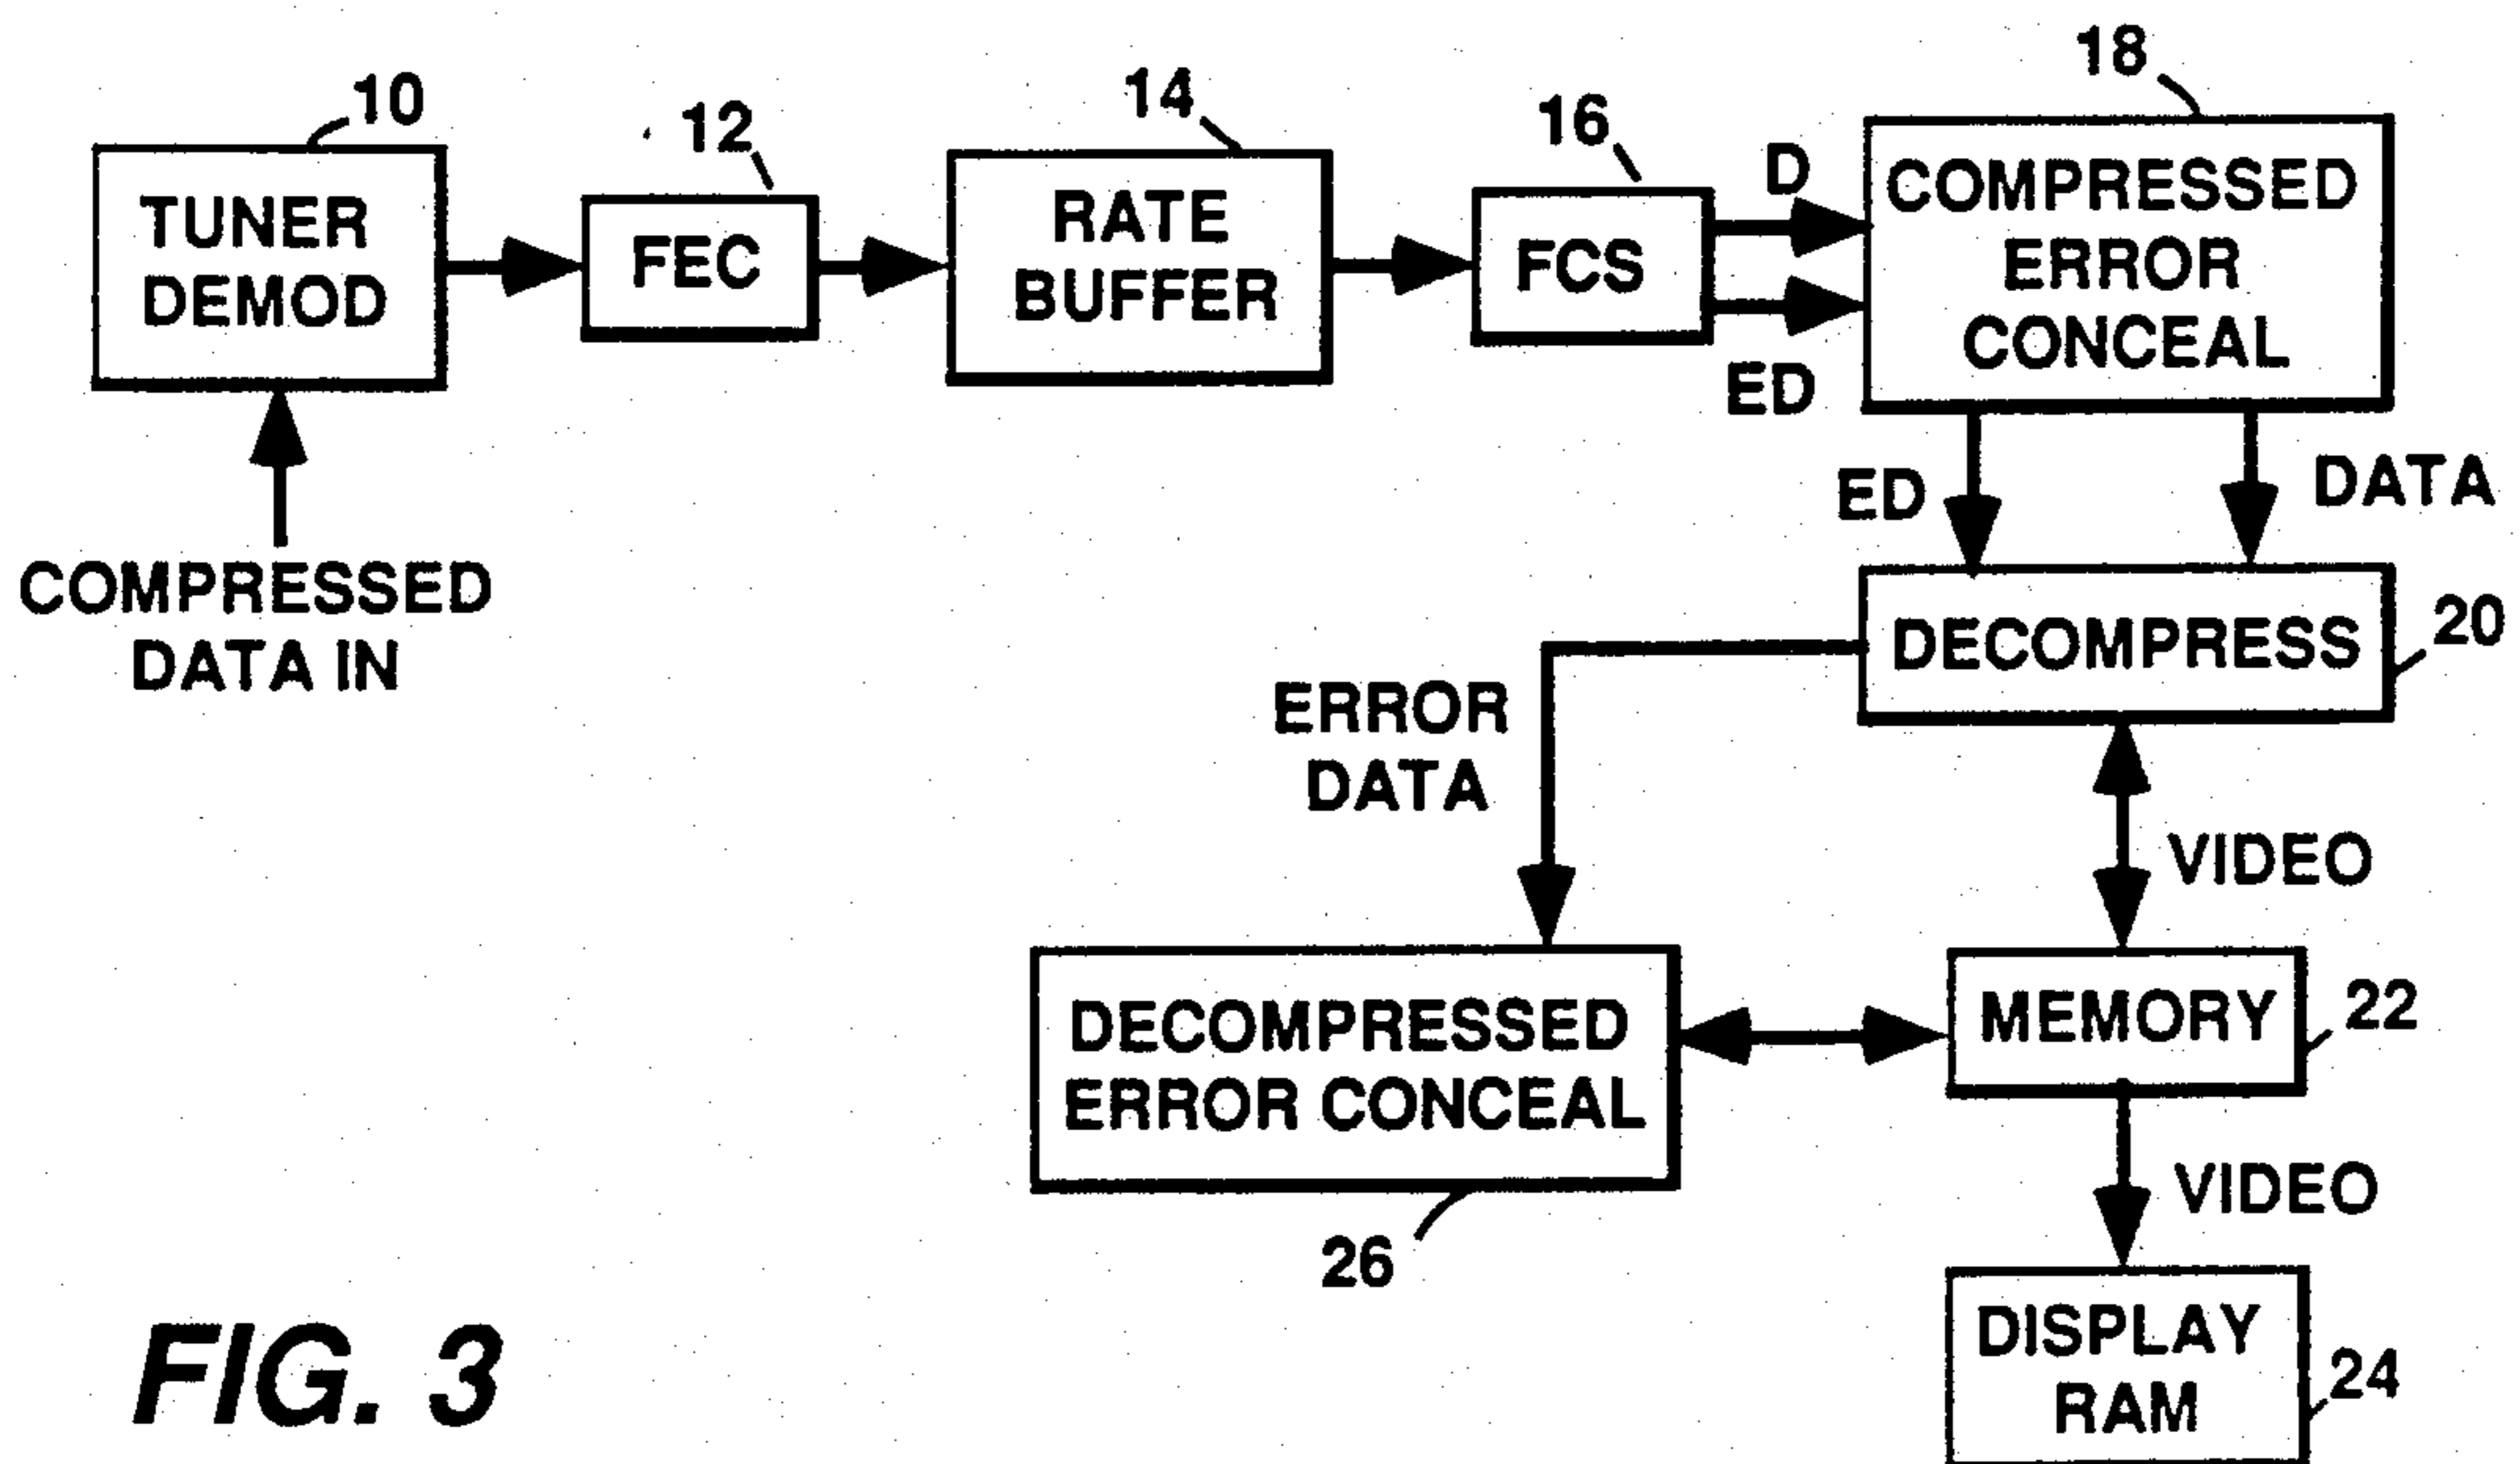 10
TUNER
DEMOD
COMPRESSED
DATA IN
12
FEC
14
RATE
BUFFER
16
FCS
D
ED
18
COMPRESSED
ERROR
CONCEAL
ED
DATA
DECOMPRESS
20
ERROR
DATA
VIDEO
DECOMPRESSED
ERROR CONCEAL
26
MEMORY
22
VIDEO
DISPLAY
RAM
24
FIG. 3